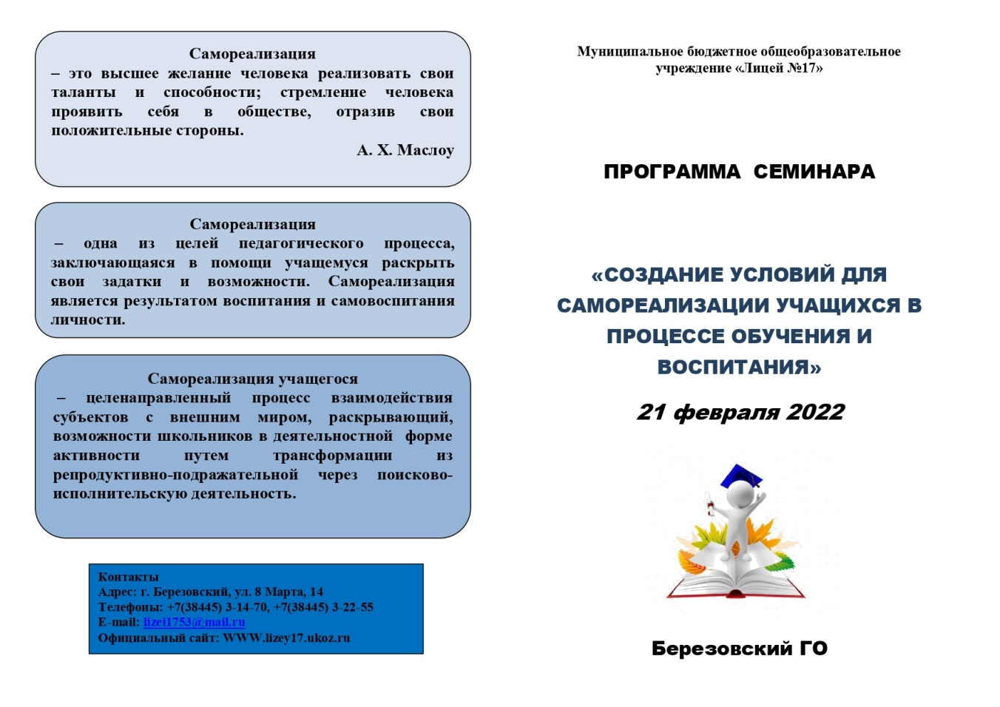 Самореализация
– это высшее желание человека реализовать свои
таланты и способности; стремление человека
проявить себя в обществе, отразив свои
положительные стороны.
А. Х. Маслоу
Самореализация
– одна из целей педагогического процесса,
заключающаяся в помощи учащемуся раскрыть
свои задатки и возможности. Самореализация
является результатом воспитания и самовоспитания
личности.
Самореализация учащегося
– целенаправленный процесс взаимодействия
субъектов с внешним миром, раскрывающий,
возможности школьников в деятельностной форме
активности путем трансформации из
репродуктивно-подражательной через поисково-
исполнительскую деятельность.
Контакты
Адрес: г. Березовский, ул. 8 Марта, 14
Телефоны: +7(38445) 3-14-70, +7(38445) 3-22-55
E-mail: lizei1753@mail.ru
Официальный сайт: WWW.lizey17.ukoz.ru
Муниципальное бюджетное общеобразовательное
учреждение «Лицей №17»
ПРОГРАММА СЕМИНАРА
«СОЗДАНИЕ УСЛОВИЙ ДЛЯ
САМОРЕАЛИЗАЦИИ УЧАЩИХСЯ В
ПРОЦЕССЕ ОБУЧЕНИЯ И
ВОСПИТАНИЯ»
21 февраля 2022
Березовский ГО